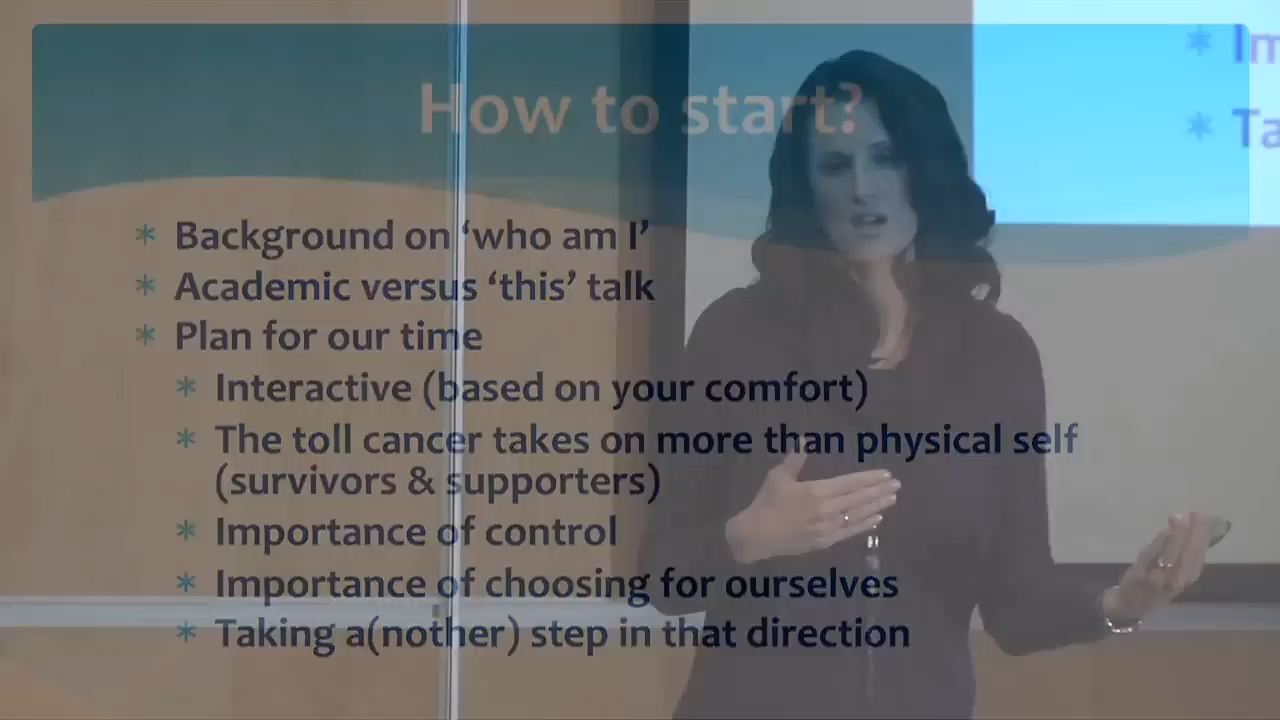 How to start?
* Im
* Ta
* Background on ‘who am I’
* Academic versus ‘this’ talk
* Plan for our time
* Interactive (based on your comfort)
* The toll cancer takes on more than physical self
(survivors & supporters)
* Importance of control
* Importance of choosing for ourselves
* Taking a(nother) step in that direction